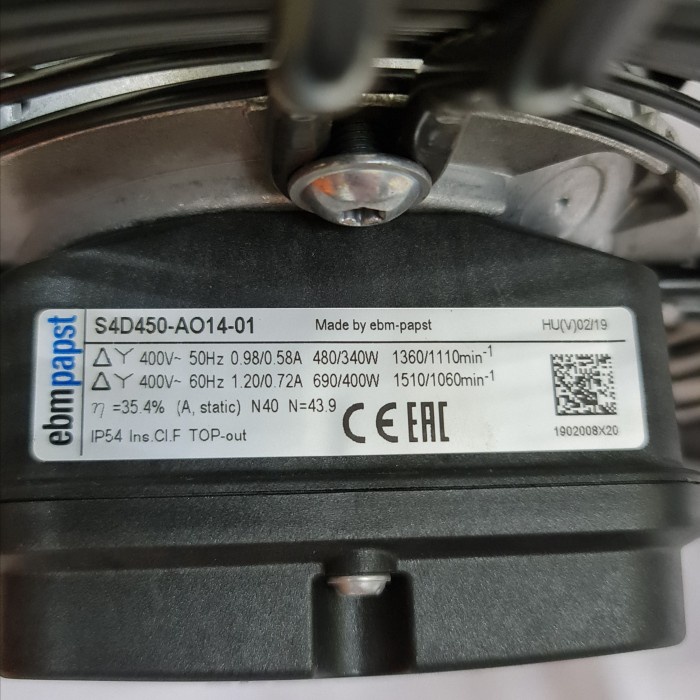 ebmpapst
S4D450-AO14-01 Made by ebm-papst HU(V)02/19
△ Y 400V~ 50Hz 0.98/0.58A 480/340W 1360/1110min-1
△ Y 400V~ 60Hz 1.20/0.72A 690/400W 1510/1060min-1
η =35.4% (A, static) N40 N=43.9
CE EAC
IP54 Ins.Cl.F TOP-out
1902008X20